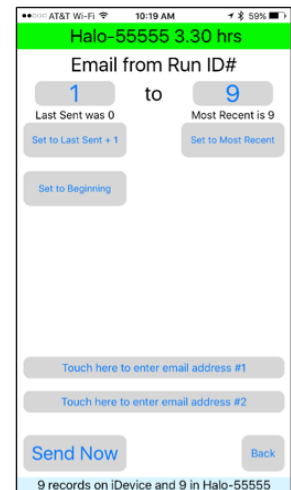 AT&T Wi-Fi 10:19 AM 59%
Halo-55555 3.30 hrs
Email from Run ID#
1 to 9
Last Sent was 0 Most Recent is 9
Set to Last Sent + 1 Set to Most Recent
Set to Beginning
Touch here to enter email address #1
Touch here to enter email address #2
Send Now Back
9 records on iDevice and 9 in Halo-55555